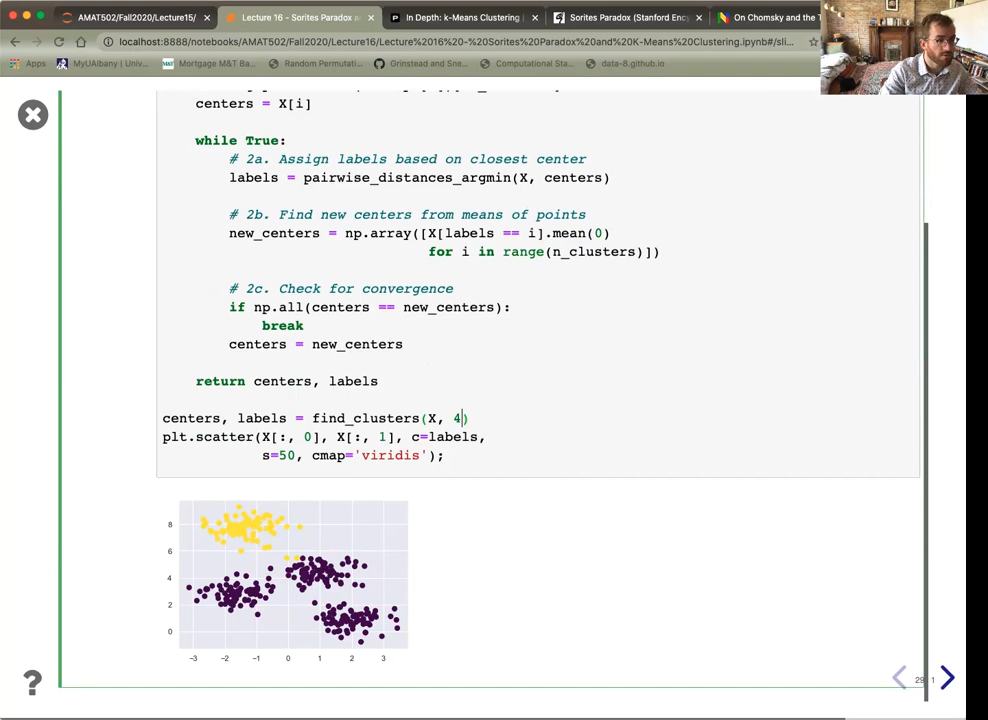 AMAT502/Fall2020/Lecture15/
Lecture 16 - Sorites Paradox an
In Depth: k-Means Clustering |
Sorites Paradox (Stanford Enc
On Chomsky and the T
localhost:8888/notebooks/AMAT502/Fall2020/Lecture16/Lecture%2016%20-%20Sorites%20Paradox%20and%20K-Means%20Clustering.ipynb#/sli...
Apps
MyUAlbany | Univ...
Mortgage M&T Ba...
Random Permutati...
Grinstead and Sne...
Computational Sta...
data-8.github.io
centers = X[i]
while True:
# 2a. Assign labels based on closest center
labels = pairwise_distances_argmin(X, centers)
# 2b. Find new centers from means of points
new_centers = np.array([X[labels == i].mean(0)
for i in range(n_clusters)])
# 2c. Check for convergence
if np.all(centers == new_centers):
break
centers = new_centers
return centers, labels
centers, labels = find_clusters(X, 4)
plt.scatter(X[:, 0], X[:, 1], c=labels,
s=50, cmap='viridis');
8
6
4
2
0
-3 -2 -1 0 1 2 3
?
29 1